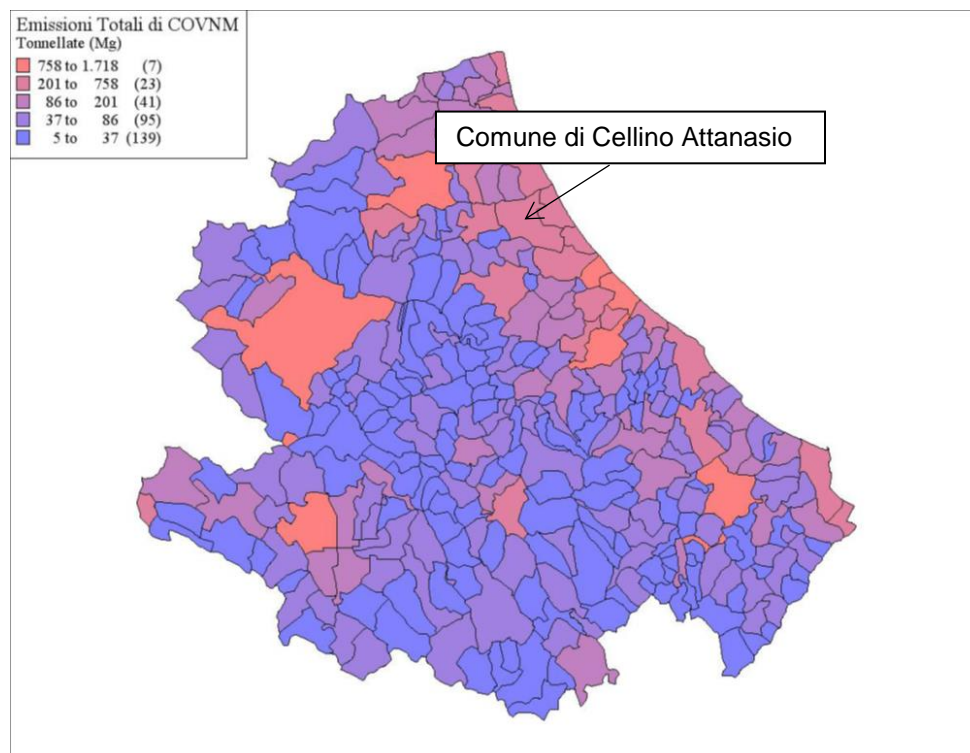 Emissioni Totali di COVNM
Tonnellate (Mg)
758 to 1.718 (7)
201 to 758 (23)
86 to 201 (41)
37 to 86 (95)
5 to 37 (139)
Comune di Cellino Attanasio